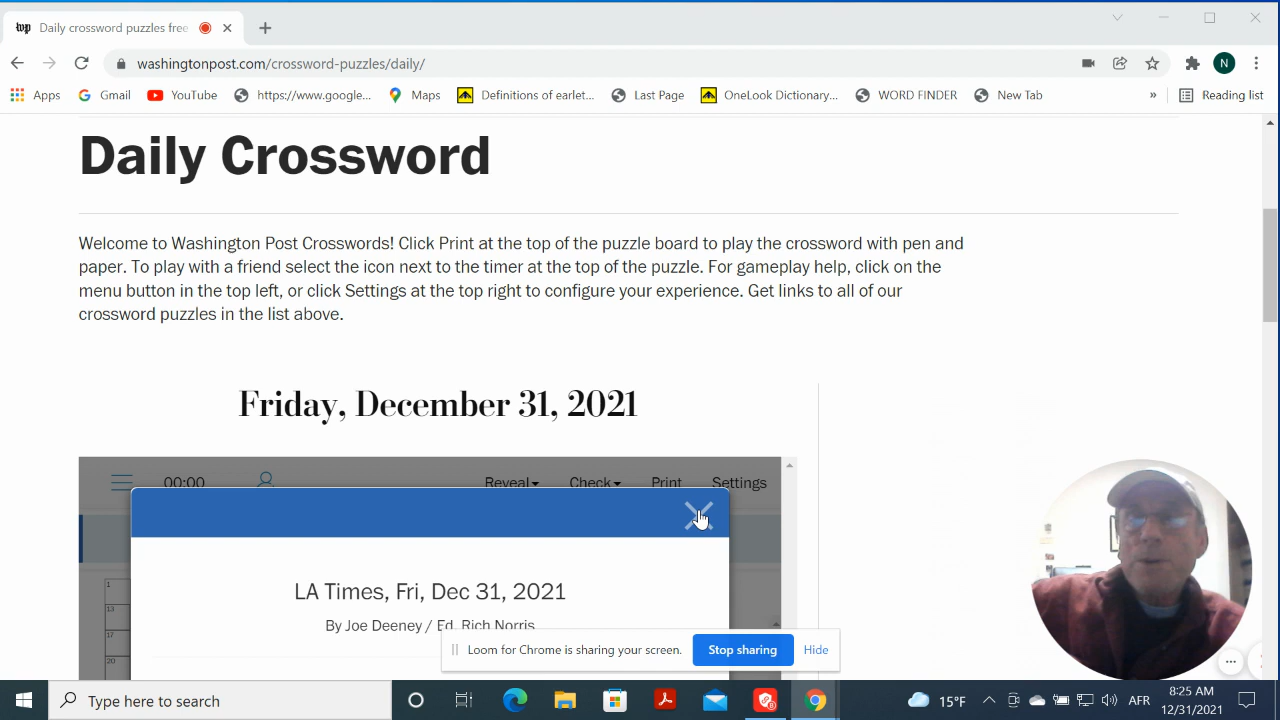 wp Daily crossword puzzles free
washingtonpost.com/crossword-puzzles/daily/
N
Apps
Gmail
YouTube
https://www.google...
Maps
Definitions of earlet...
Last Page
OneLook Dictionary...
WORD FINDER
New Tab
»
Reading list
Daily Crossword
Welcome to Washington Post Crosswords! Click Print at the top of the puzzle board to play the crossword with pen and
paper. To play with a friend select the icon next to the timer at the top of the puzzle. For gameplay help, click on the
menu button in the top left, or click Settings at the top right to configure your experience. Get links to all of our
crossword puzzles in the list above.
Friday, December 31, 2021
00:00
Reveal
Check
Print
Settings
LA Times, Fri, Dec 31, 2021
By Joe Deeney / Ed. Rich Norris
1
13
17
20
Loom for Chrome is sharing your screen.
Stop sharing
Hide
Type here to search
15°F
AFR
8:25 AM
12/31/2021